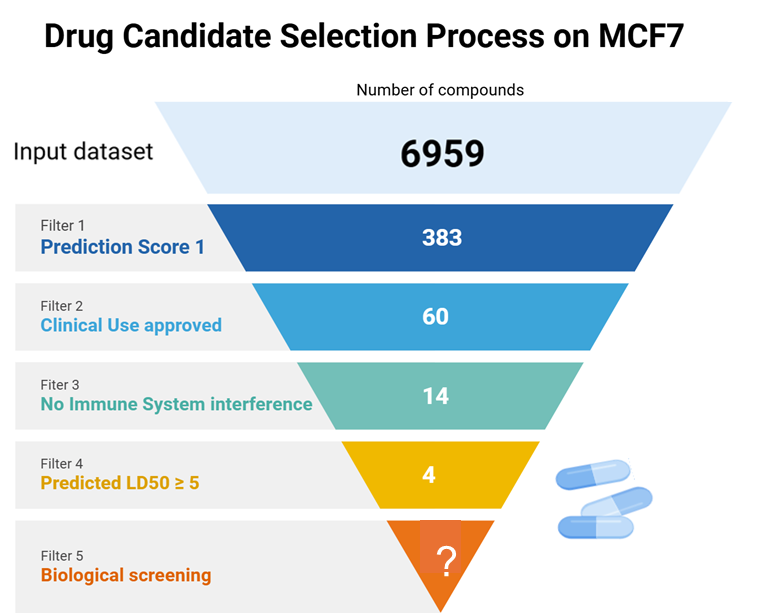 Drug Candidate Selection Process on MCF7
Number of compounds
Input dataset
6959
Filter 1
Prediction Score 1
383
Filter 2
Clinical Use approved
60
Fiter 3
No Immune System interference
14
Filter 4
Predicted LD50 ≥ 5
4
Filter 5
Biological screening
?